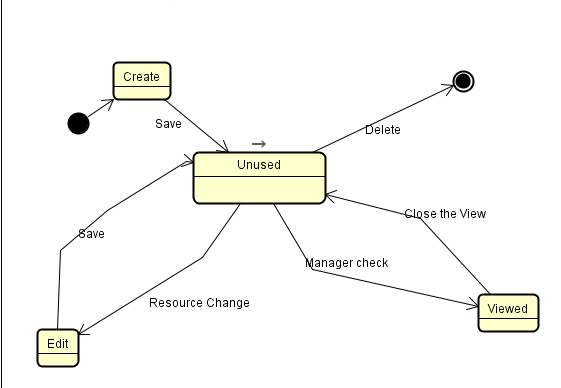 Create
Save
Delete
Unused
Close the View
Save
Manager check
Resource Change
Viewed
Edit